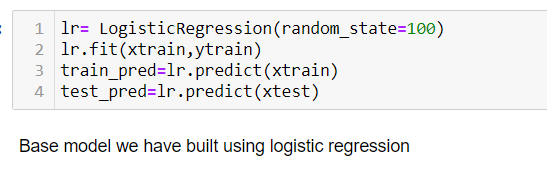 1 lr= LogisticRegression(random_state=100)
2 lr.fit(xtrain,ytrain)
3 train_pred=lr.predict(xtrain)
4 test_pred=lr.predict(xtest)
Base model we have built using logistic regression